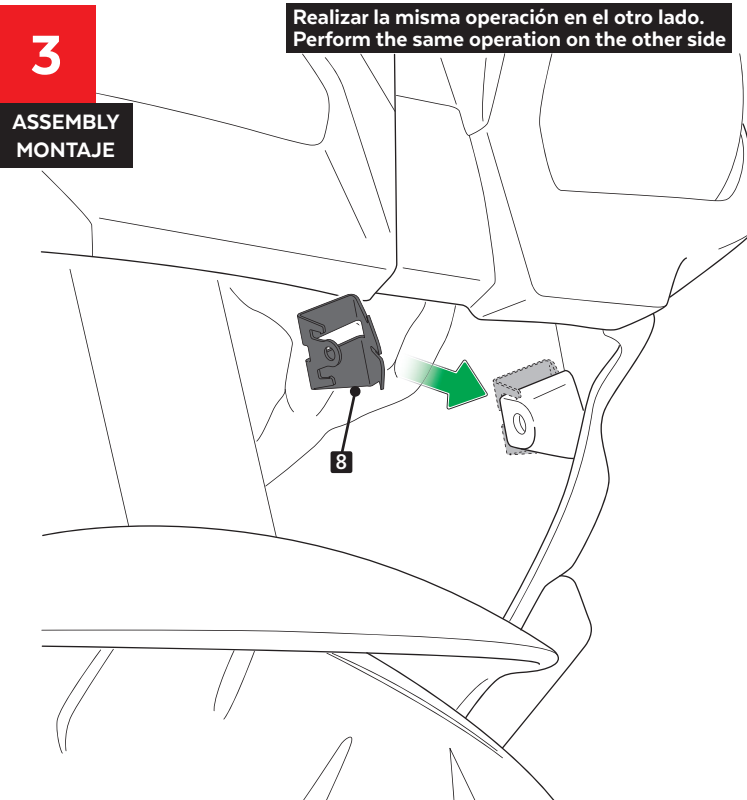 3
ASSEMBLY
MONTAJE
Realizar la misma operación en el otro lado.
Perform the same operation on the other side
8